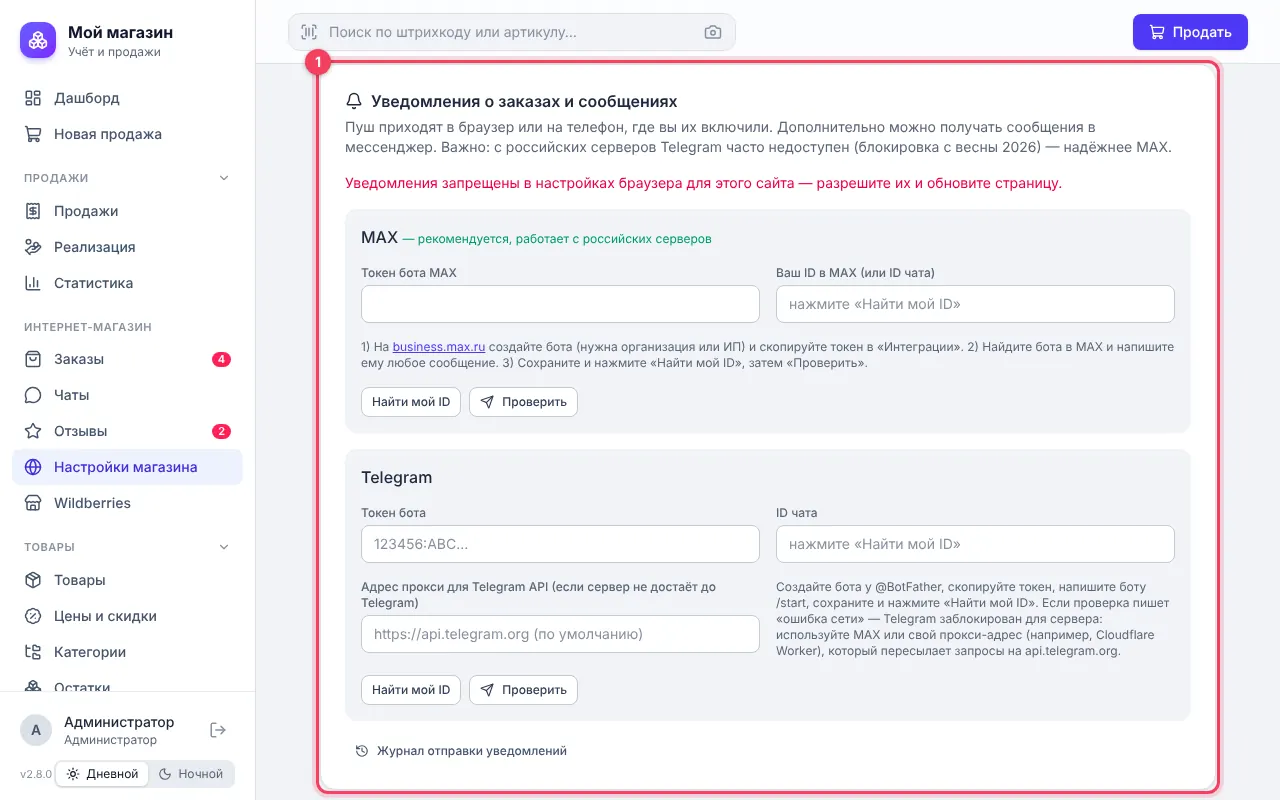 Мой магазин
Учёт и продажи
Поиск по штрихкоду или артикулу...
Продать
1
Дашборд
Новая продажа
ПРОДАЖИ
Продажи
Реализация
Статистика
ИНТЕРНЕТ-МАГАЗИН
Заказы
4
Чаты
Отзывы
2
Настройки магазина
Wildberries
ТОВАРЫ
Товары
Цены и скидки
Категории
Остатки
А
Администратор
Администратор
v2.8.0
Дневной
Ночной
Уведомления о заказах и сообщениях
Пуш приходят в браузер или на телефон, где вы их включили. Дополнительно можно получать сообщения в
мессенджер. Важно: с российских серверов Telegram часто недоступен (блокировка с весны 2026) — надёжнее MAX.
Уведомления запрещены в настройках браузера для этого сайта — разрешите их и обновите страницу.
MAX — рекомендуется, работает с российских серверов
Токен бота MAX
Ваш ID в MAX (или ID чата)
нажмите «Найти мой ID»
1) На business.max.ru создайте бота (нужна организация или ИП) и скопируйте токен в «Интеграции». 2) Найдите бота в MAX и напишите
ему любое сообщение. 3) Сохраните и нажмите «Найти мой ID», затем «Проверить».
Найти мой ID
Проверить
Telegram
Токен бота
123456:ABC...
ID чата
нажмите «Найти мой ID»
Адрес прокси для Telegram API (если сервер не достаёт до
Telegram)
https://api.telegram.org (по умолчанию)
Создайте бота у @BotFather, скопируйте токен, напишите боту
/start, сохраните и нажмите «Найти мой ID». Если проверка пишет
«ошибка сети» — Telegram заблокирован для сервера:
используйте MAX или свой прокси-адрес (например, Cloudflare
Worker), который пересылает запросы на api.telegram.org.
Найти мой ID
Проверить
Журнал отправки уведомлений